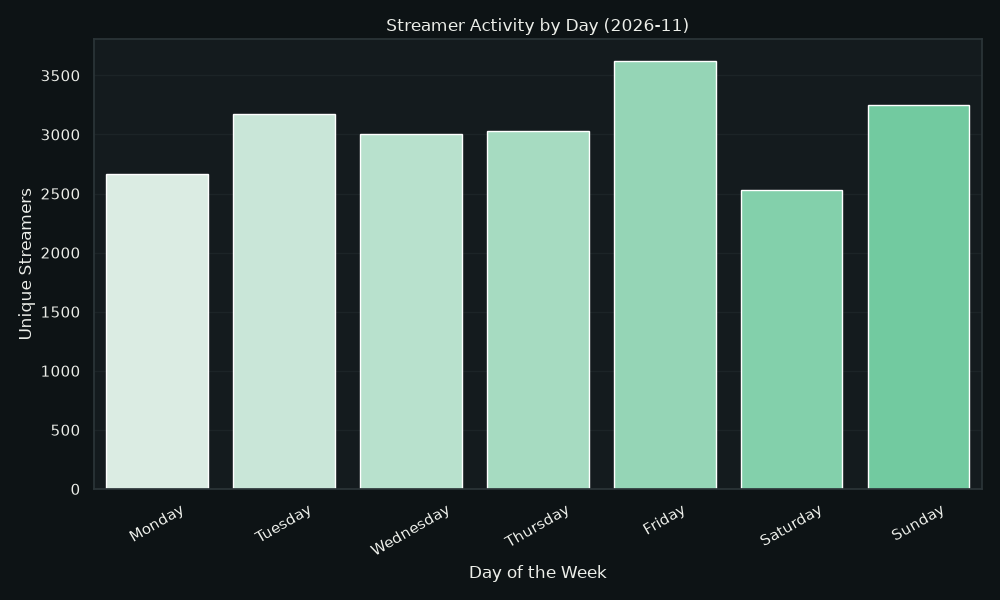 Streamer Activity by Day (2026-11)
Unique Streamers
3500
3000
2500
2000
1500
1000
500
0
Monday
Tuesday
Wednesday
Thursday
Friday
Saturday
Sunday
Day of the Week